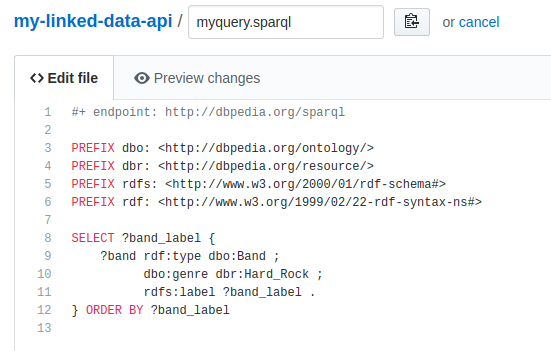 my-linked-data-api / myquery.sparql or cancel
Edit file Preview changes
1 #+ endpoint: http://dbpedia.org/sparql
2
3 PREFIX dbo: <http://dbpedia.org/ontology/>
4 PREFIX dbr: <http://dbpedia.org/resource/>
5 PREFIX rdfs: <http://www.w3.org/2000/01/rdf-schema#>
6 PREFIX rdf: <http://www.w3.org/1999/02/22-rdf-syntax-ns#>
7
8 SELECT ?band_label {
9     ?band rdf:type dbo:Band ;
10           dbo:genre dbr:Hard_Rock ;
11           rdfs:label ?band_label .
12 } ORDER BY ?band_label
13